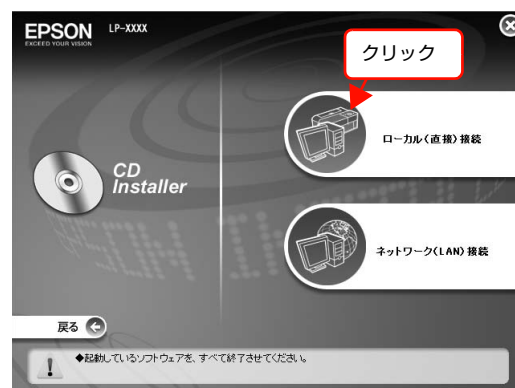 EPSON
EXCEED YOUR VISION
LP-XXXX
クリック
ローカル(直接)接続
CD
Installer
ネットワーク(LAN)接続
戻る
◆起動しているソフトウェアを、すべて終了させてください。